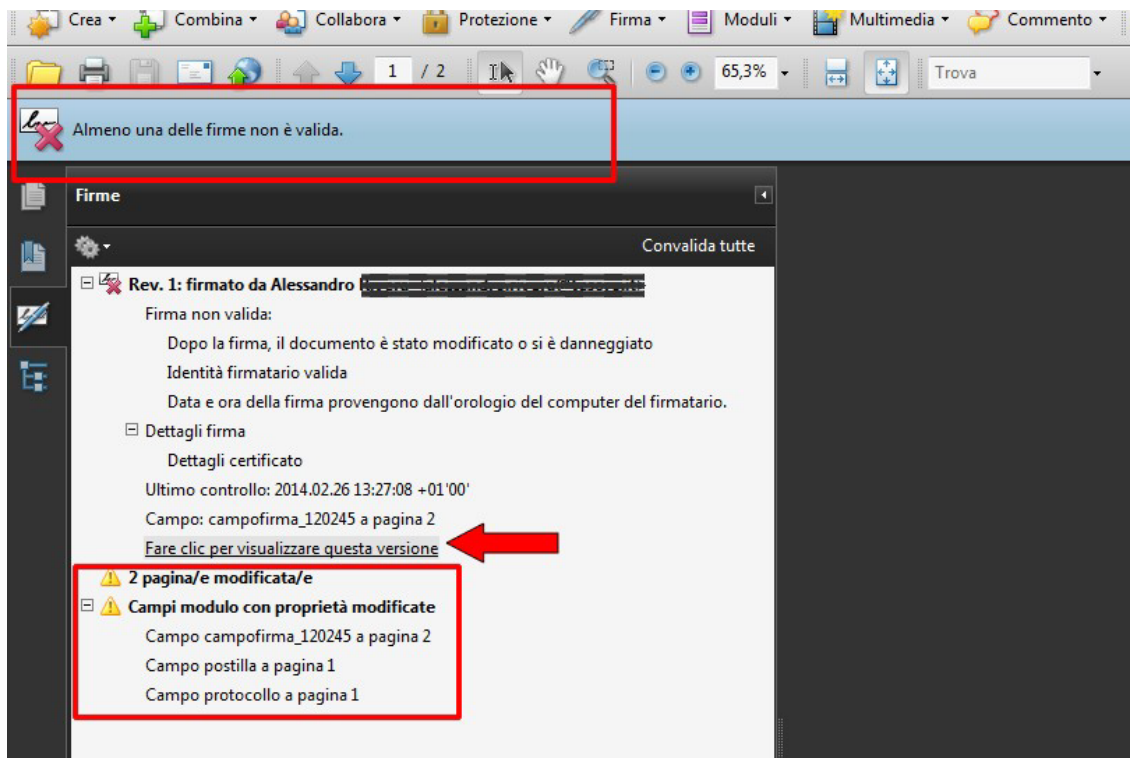 Crea Combina Collabora Protezione Firma Moduli Multimedia Commento
1 / 2 65,3% Trova
Almeno una delle firme non è valida.
Firme
Convalida tutte
Rev. 1: firmato da Alessandro
Firma non valida:
Dopo la firma, il documento è stato modificato o si è danneggiato
Identità firmatario valida
Data e ora della firma provengono dall'orologio del computer del firmatario.
Dettagli firma
Dettagli certificato
Ultimo controllo: 2014.02.26 13:27:08 +01'00'
Campo: campofirma_120245 a pagina 2
Fare clic per visualizzare questa versione
2 pagina/e modificata/e
Campi modulo con proprietà modificate
Campo campofirma_120245 a pagina 2
Campo postilla a pagina 1
Campo protocollo a pagina 1